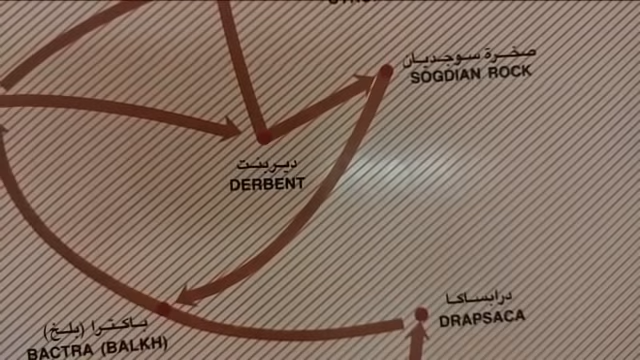 صخرة سوجديان
SOGDIAN ROCK
ديربنت
DERBENT
درابساكا
DRAPSACA
باكترا (بلخ)
BACTRA (BALKH)